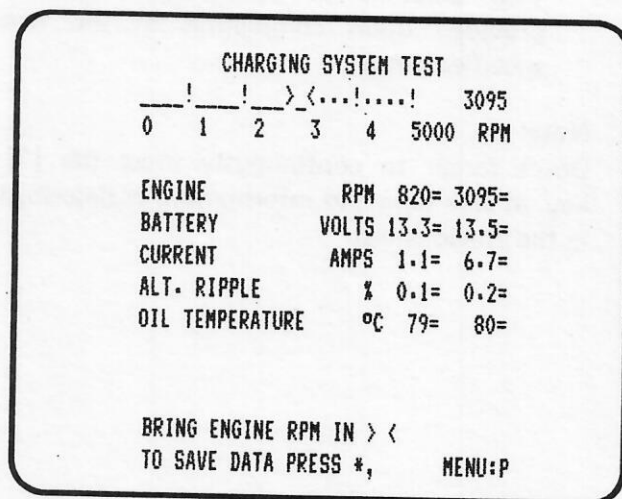 CHARGING SYSTEM TEST
____!____!___>_<...!....! 3095
0 1 2 3 4 5000 RPM
ENGINE RPM 820= 3095=
BATTERY VOLTS 13.3= 13.5=
CURRENT AMPS 1.1= 6.7=
ALT. RIPPLE % 0.1= 0.2=
OIL TEMPERATURE ºC 79= 80=
BRING ENGINE RPM IN > <
TO SAVE DATA PRESS *, MENU:P